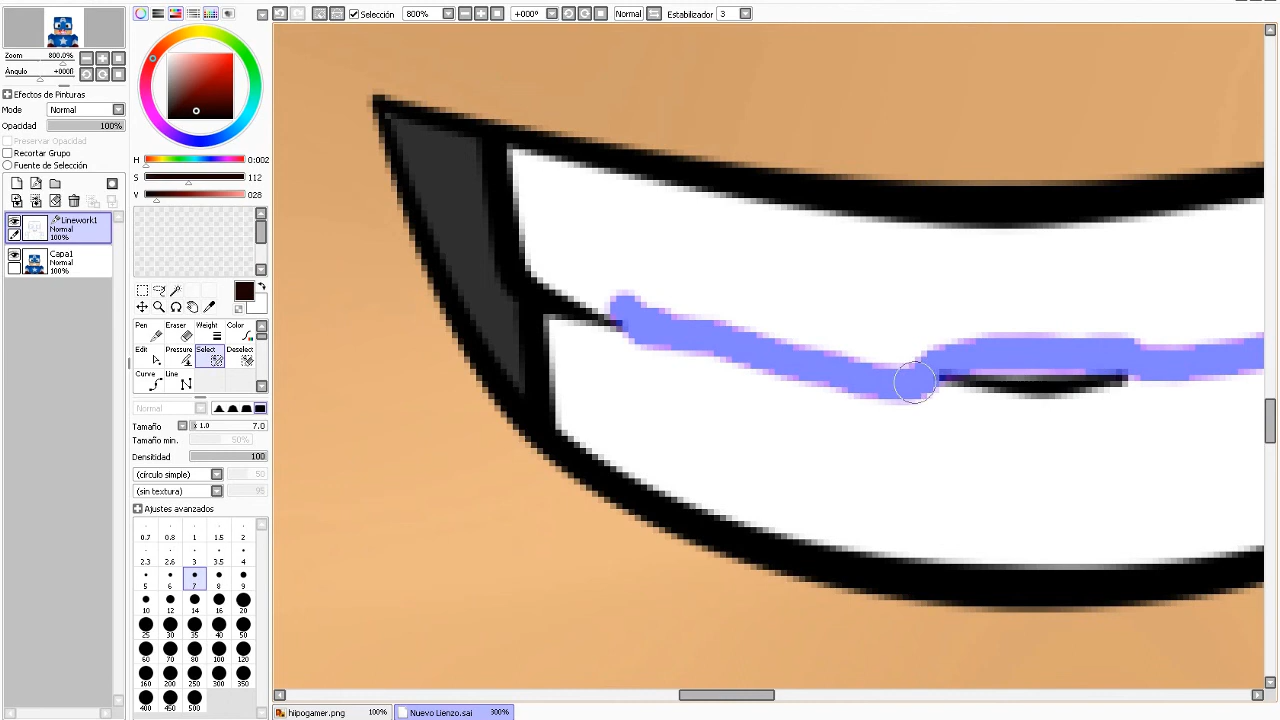 Selección 800% +000º Normal Estabilizador 3
Zoom 800.0%
Ángulo +000º
Efectos de Pinturas
Mode Normal
Opacidad 100%
Preservar Opacidad
Recortar Grupo
Fuente de Selección
Linework1
Normal
100%
Capa1
Normal
100%
H 0:002
S 112
V 028
Pen Eraser Weight Color
Edit Pressure Select Deselect
Curve Line
Normal
Tamaño x 1.0 7.0
Tamaño min. 50%
Densitidad 100
(círculo simple) 50
(sin textura) 95
Ajustes avanzados
0.7 0.8 1 1.5 2
2.3 2.6 3 3.5 4
5 6 7 8 9
10 12 14 16 20
25 30 35 40 50
60 70 80 100 120
160 200 250 300 350
400 450 500
hipogamer.png 100% Nuevo Lienzo.sai 300%